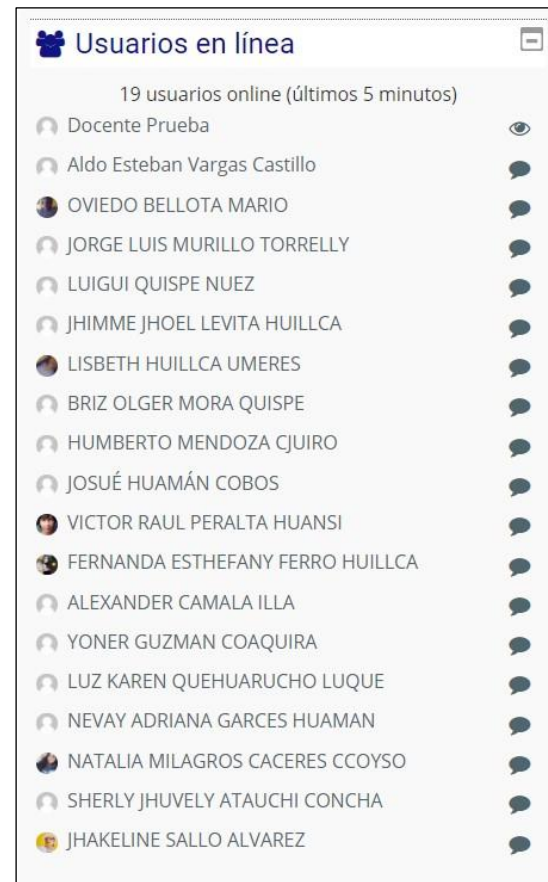 Usuarios en línea
19 usuarios online (últimos 5 minutos)
Docente Prueba
Aldo Esteban Vargas Castillo
OVIEDO BELLOTA MARIO
JORGE LUIS MURILLO TORRELLY
LUIGUI QUISPE NUEZ
JHIMME JHOEL LEVITA HUILLCA
LISBETH HUILLCA UMERES
BRIZ OLGER MORA QUISPE
HUMBERTO MENDOZA CJUIRO
JOSUÉ HUAMÁN COBOS
VICTOR RAUL PERALTA HUANSI
FERNANDA ESTHEFANY FERRO HUILLCA
ALEXANDER CAMALA ILLA
YONER GUZMAN COAQUIRA
LUZ KAREN QUEHUARUCHO LUQUE
NEVAY ADRIANA GARCES HUAMAN
NATALIA MILAGROS CACERES CCOYSO
SHERLY JHUVELY ATAUCHI CONCHA
JHAKELINE SALLO ALVAREZ